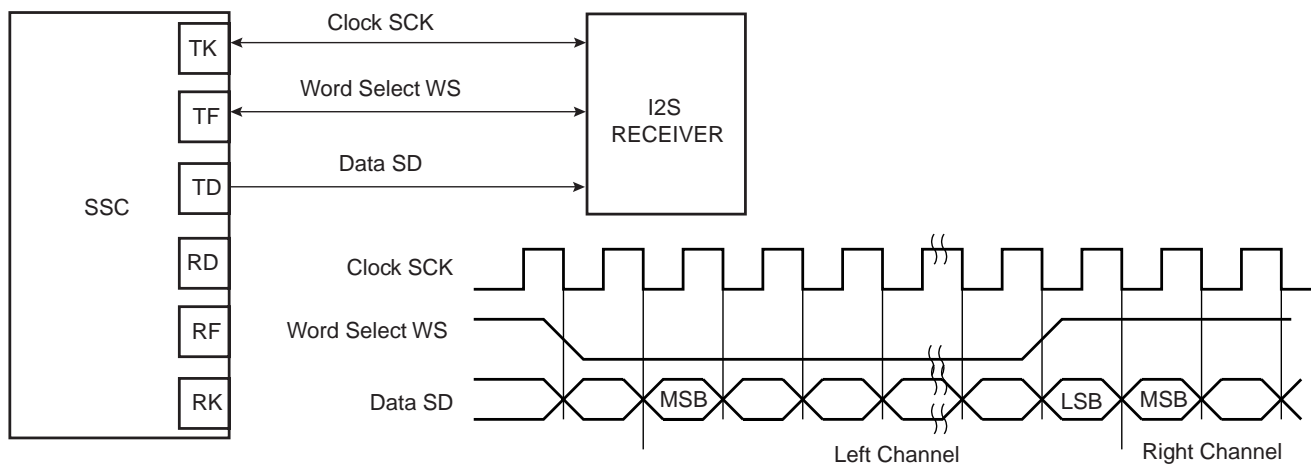 Clock SCK
TK
Word Select WS
TF
I2S
RECEIVER
Data SD
TD
SSC
RD
Clock SCK
RF
Word Select WS
RK
Data SD
MSB
LSB
MSB
Left Channel
Right Channel